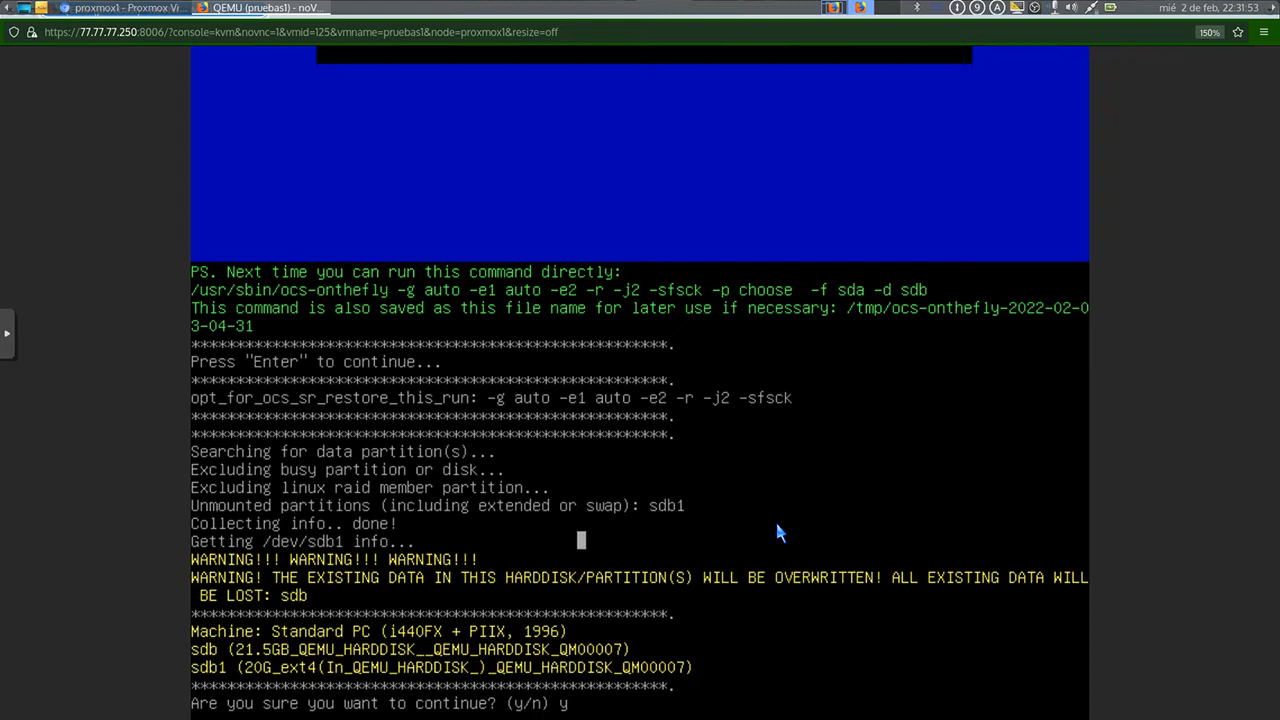 proxmox1 - Proxmox Vi...
QEMU (pruebas1) - noV
mié 2 de feb, 21:31:53
https://77.77.77.250:8006/?console=kvm&novnc=1&vmid=125&vmname=pruebas1&node=proxmox1&resize=off
150%
PS. Next time you can run this command directly:
/usr/sbin/ocs-onthefly -g auto -e1 auto -e2 -r -j2 -sfsck -p choose  -f sda -d sdb
This command is also saved as this file name for later use if necessary: /tmp/ocs-onthefly-2022-02-0
3-04-31
*****************************************************.
Press "Enter" to continue...
*****************************************************.
opt_for_ocs_sr_restore_this_run: -g auto -e1 auto -e2 -r -j2 -sfsck
*****************************************************.
*****************************************************.
Searching for data partition(s)...
Excluding busy partition or disk...
Excluding linux raid member partition...
Unmounted partitions (including extended or swap): sdb1
Collecting info.. done!
Getting /dev/sdb1 info...
WARNING!!! WARNING!!! WARNING!!!
WARNING! THE EXISTING DATA IN THIS HARDDISK/PARTITION(S) WILL BE OVERWRITTEN! ALL EXISTING DATA WILL
 BE LOST: sdb
*****************************************************.
Machine: Standard PC (i440FX + PIIX, 1996)
sdb (21.5GB_QEMU_HARDDISK__QEMU_HARDDISK_QM00007)
sdb1 (20G_ext4(In_QEMU_HARDDISK_)_QEMU_HARDDISK_QM00007)
*****************************************************.
Are you sure you want to continue? (y/n) y